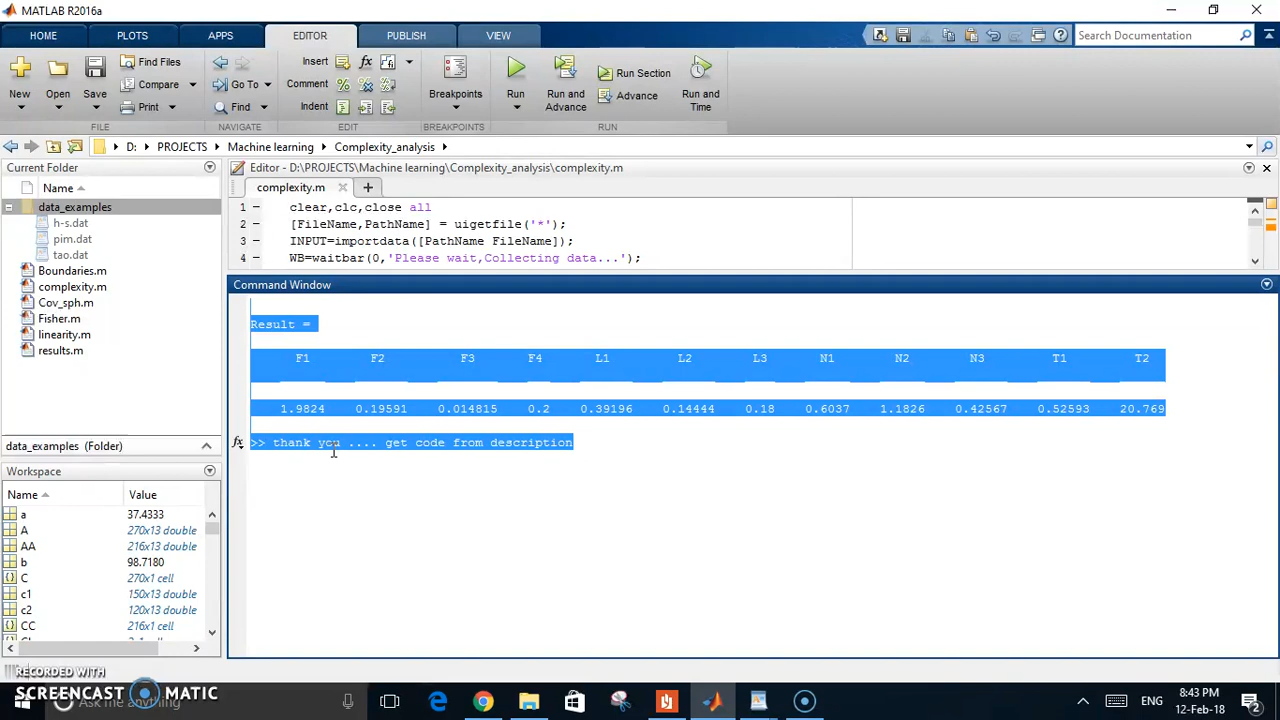 MATLAB R2016a
HOME PLOTS APPS EDITOR PUBLISH VIEW Search Documentation
Find Files Insert fx Run Section
Compare Go To Comment Advance
New Open Save Print Find Indent Breakpoints Run Run and Advance Run and Time
FILE NAVIGATE EDIT BREAKPOINTS RUN
D: PROJECTS Machine learning Complexity_analysis
Current Folder
Name
data_examples
h-s.dat
pim.dat
tao.dat
Boundaries.m
complexity.m
Cov_sph.m
Fisher.m
linearity.m
results.m
data_examples (Folder)
Workspace
Name Value
a 37.4333
A 270x13 double
AA 216x13 double
b 98.7180
C 270x1 cell
c1 150x13 double
c2 120x13 double
CC 216x1 cell
Editor - D:\PROJECTS\Machine learning\Complexity_analysis\complexity.m
complexity.m
1 clear,clc,close all
2 [FileName,PathName] = uigetfile('*');
3 INPUT=importdata([PathName FileName]);
4 WB=waitbar(0,'Please wait,Collecting data...');
Command Window
Result =
F1 F2 F3 F4 L1 L2 L3 N1 N2 N3 T1 T2
1.9824 0.19591 0.014815 0.2 0.39196 0.14444 0.18 0.6037 1.1826 0.42567 0.52593 20.769
fx >> thank you .... get code from description
RECORDED WITH
SCREENCAST MATIC
Ask me anything
ENG
8:43 PM
12-Feb-18
2